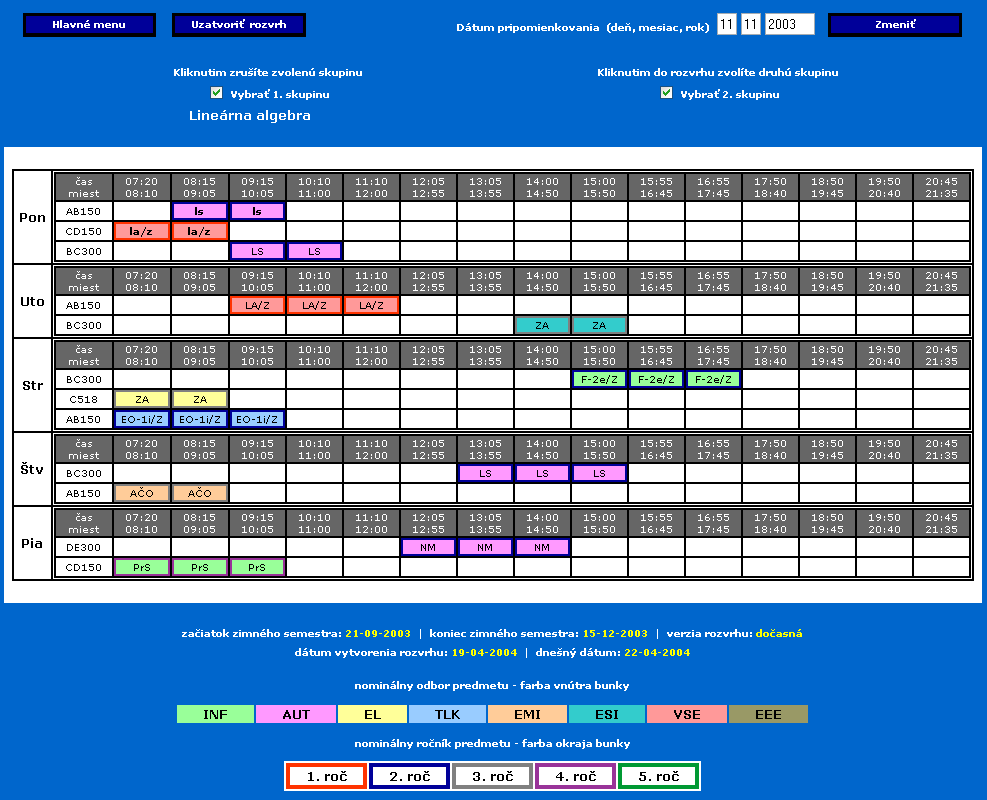 Hlavné menu Uzatvoriť rozvrh Dátum pripomienkovania (deň, mesiac, rok) 11 11 2003 Zmeniť
Kliknutim zrušíte zvolenú skupinu Kliknutim do rozvrhu zvolíte druhú skupinu
Vybrať 1. skupinu Vybrať 2. skupinu
Lineárna algebra
Pon
čas 07:20 08:15 09:15 10:10 11:10 12:05 13:05 14:00 15:00 15:55 16:55 17:50 18:50 19:50 20:45
miest 08:10 09:05 10:05 11:00 12:00 12:55 13:55 14:50 15:50 16:45 17:45 18:40 19:45 20:40 21:35
AB150 ls ls
CD150 la/z la/z
BC300 LS LS
Uto
čas 07:20 08:15 09:15 10:10 11:10 12:05 13:05 14:00 15:00 15:55 16:55 17:50 18:50 19:50 20:45
miest 08:10 09:05 10:05 11:00 12:00 12:55 13:55 14:50 15:50 16:45 17:45 18:40 19:45 20:40 21:35
AB150 LA/Z LA/Z LA/Z
BC300 ZA ZA
Str
čas 07:20 08:15 09:15 10:10 11:10 12:05 13:05 14:00 15:00 15:55 16:55 17:50 18:50 19:50 20:45
miest 08:10 09:05 10:05 11:00 12:00 12:55 13:55 14:50 15:50 16:45 17:45 18:40 19:45 20:40 21:35
BC300 F-2e/Z F-2e/Z F-2e/Z
C518 ZA ZA
AB150 EO-1i/Z EO-1i/Z EO-1i/Z
Štv
čas 07:20 08:15 09:15 10:10 11:10 12:05 13:05 14:00 15:00 15:55 16:55 17:50 18:50 19:50 20:45
miest 08:10 09:05 10:05 11:00 12:00 12:55 13:55 14:50 15:50 16:45 17:45 18:40 19:45 20:40 21:35
BC300 LS LS LS
AB150 AČO AČO
Pia
čas 07:20 08:15 09:15 10:10 11:10 12:05 13:05 14:00 15:00 15:55 16:55 17:50 18:50 19:50 20:45
miest 08:10 09:05 10:05 11:00 12:00 12:55 13:55 14:50 15:50 16:45 17:45 18:40 19:45 20:40 21:35
DE300 NM NM NM
CD150 PrS PrS PrS
začiatok zimného semestra: 21-09-2003 | koniec zimného semestra: 15-12-2003 | verzia rozvrhu: dočasná
dátum vytvorenia rozvrhu: 19-04-2004 | dnešný dátum: 22-04-2004
nominálny odbor predmetu - farba vnútra bunky
INF AUT EL TLK EMI ESI VSE EEE
nominálny ročník predmetu - farba okraja bunky
1. roč 2. roč 3. roč 4. roč 5. roč